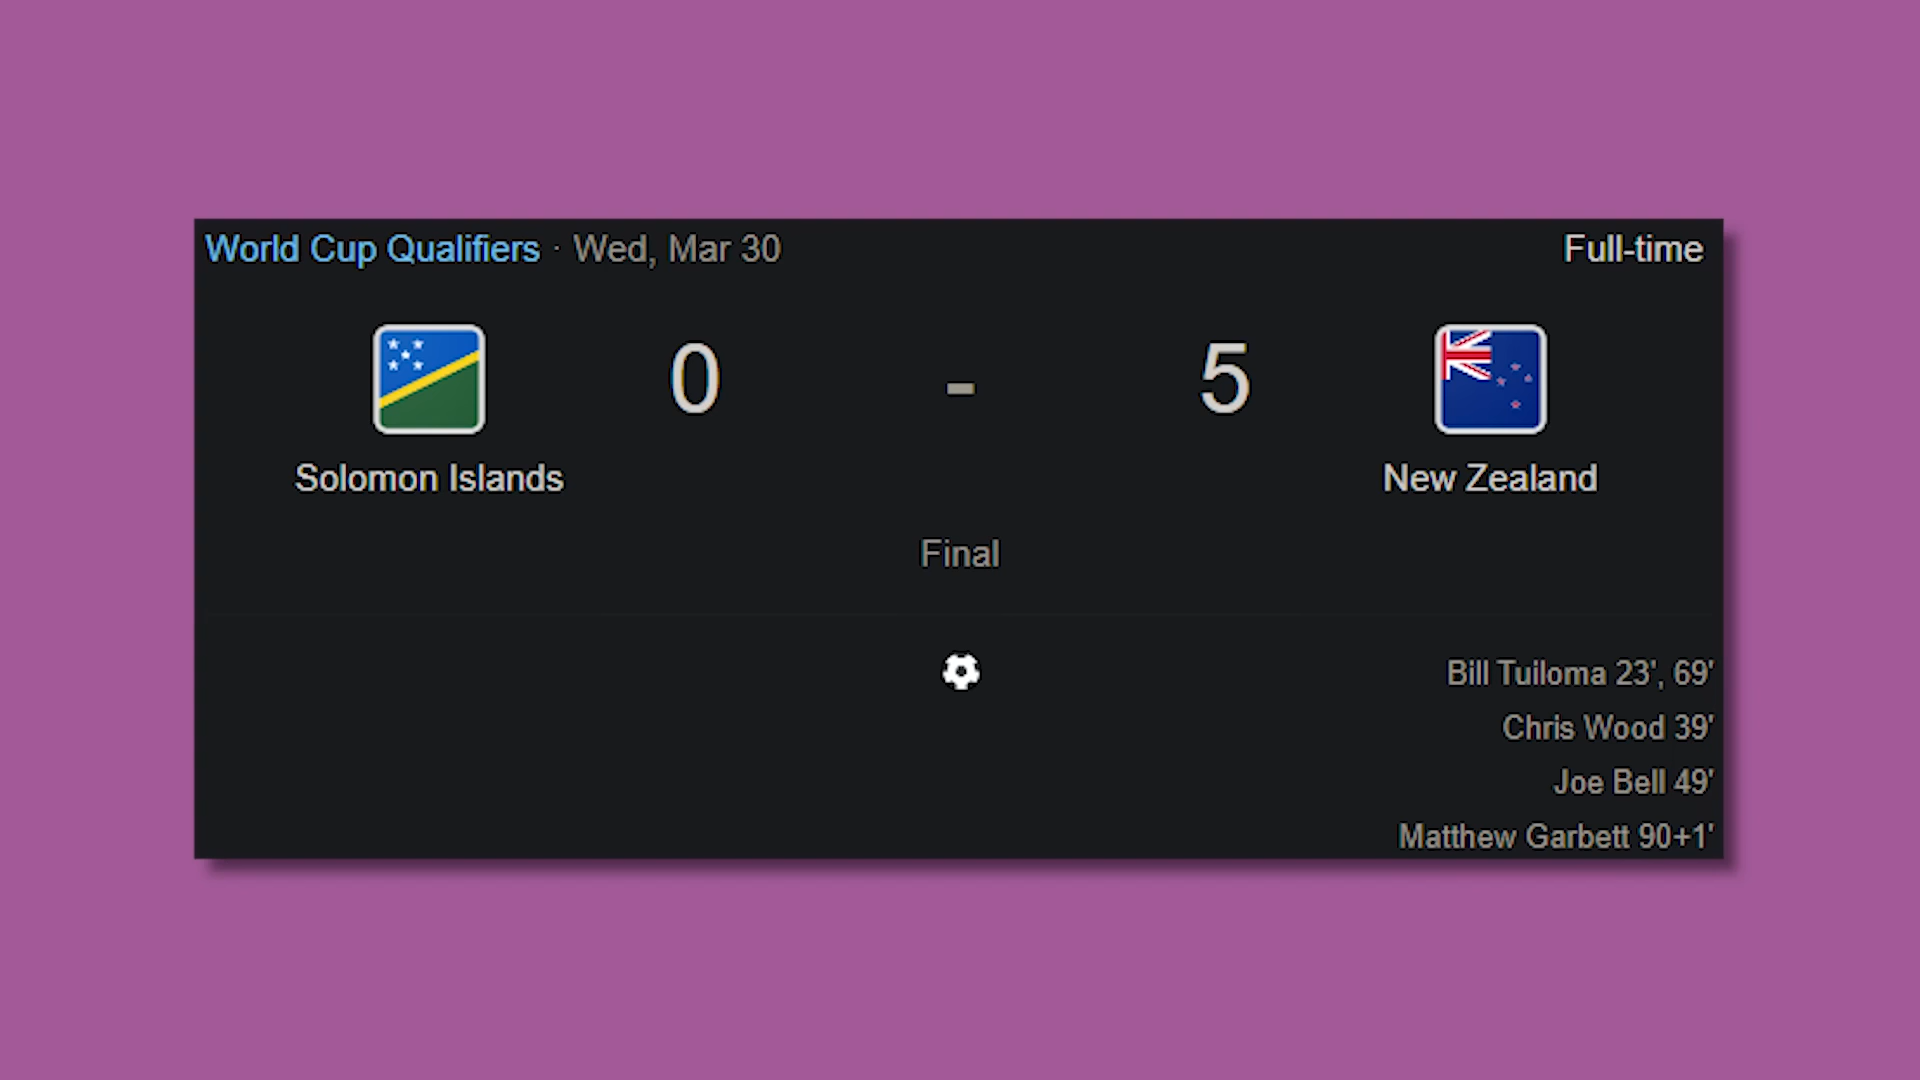 World Cup Qualifiers · Wed, Mar 30 Full-time
0 - 5
Solomon Islands New Zealand
Final
Bill Tuiloma 23', 69'
Chris Wood 39'
Joe Bell 49'
Matthew Garbett 90+1'